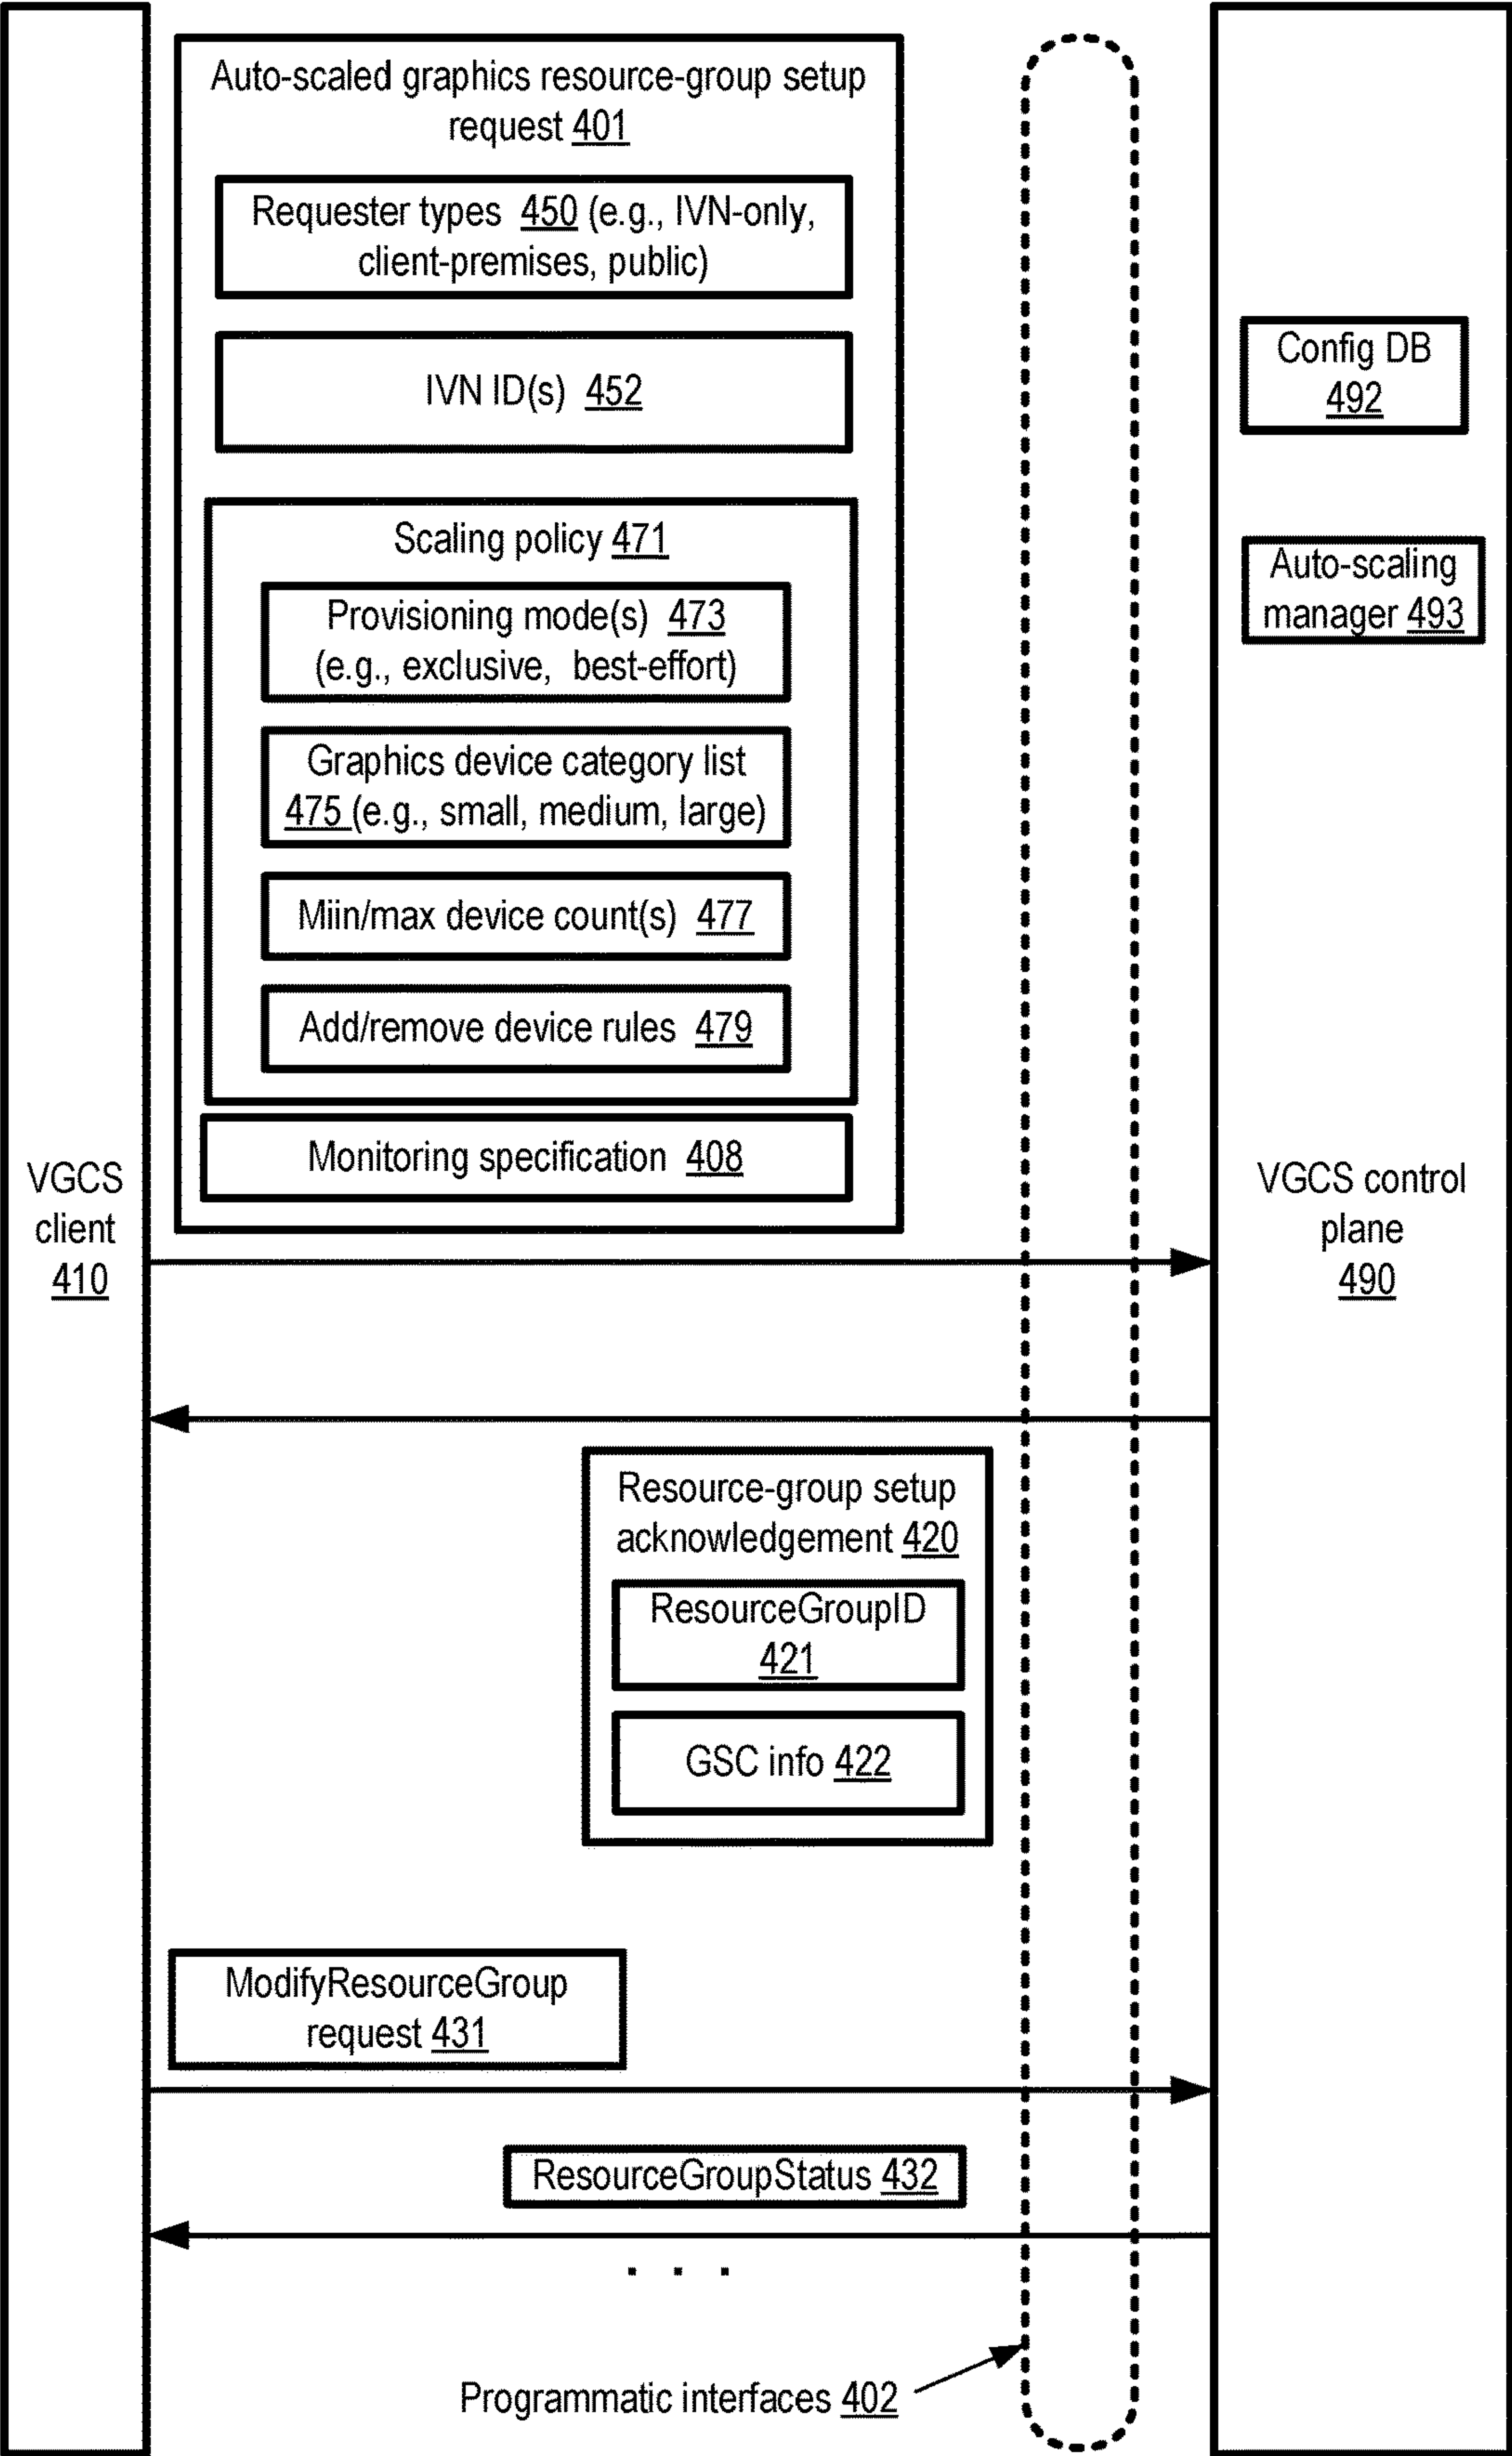 Auto-scaled graphics resource-group setup
request 401
Requester types 450 (e.g., IVN-only,
client-premises, public)
IVN ID(s) 452
Scaling policy 471
Provisioning mode(s) 473
(e.g., exclusive, best-effort)
Graphics device category list
475 (e.g., small, medium, large)
Miin/max device count(s) 477
Add/remove device rules 479
Monitoring specification 408
Config DB
492
Auto-scaling
manager 493
VGCS
client
410
VGCS control
plane
490
Resource-group setup
acknowledgement 420
ResourceGroupID
421
GSC info 422
ModifyResourceGroup
request 431
ResourceGroupStatus 432
. . .
Programmatic interfaces 402